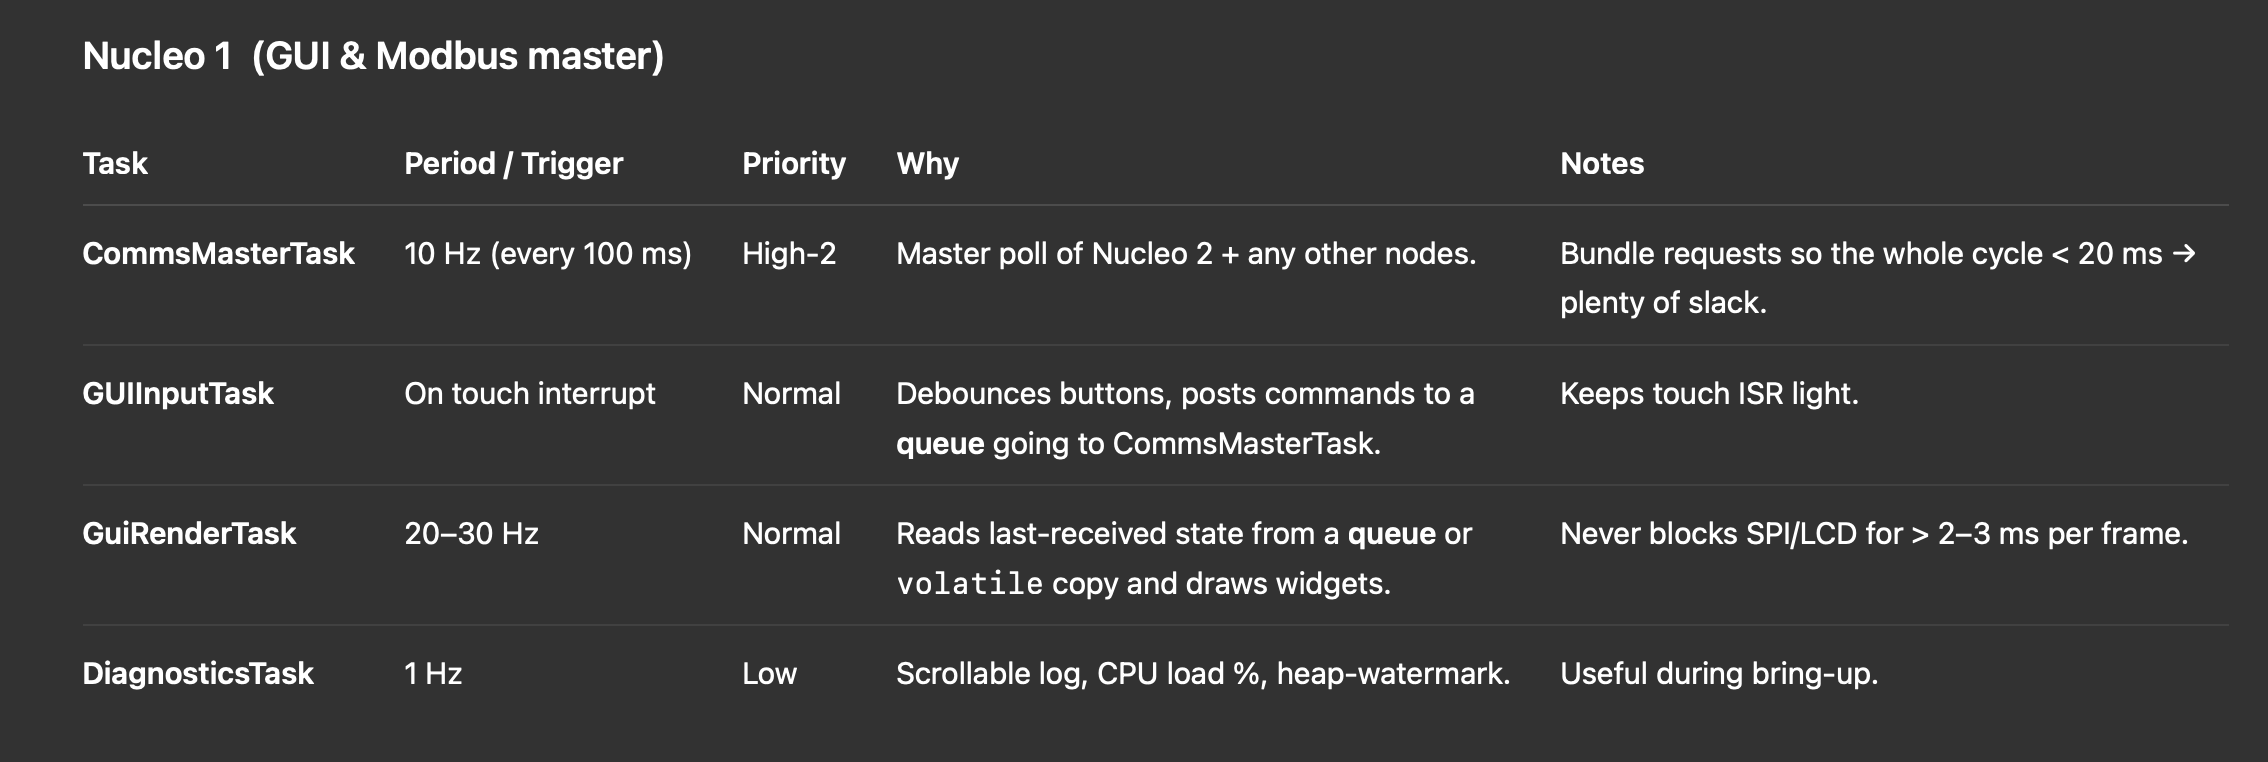 Nucleo 1 (GUI & Modbus master)
Task Period / Trigger Priority Why Notes
CommsMasterTask 10 Hz (every 100 ms) High-2 Master poll of Nucleo 2 + any other nodes. Bundle requests so the whole cycle < 20 ms →
plenty of slack.
GUIInputTask On touch interrupt Normal Debounces buttons, posts commands to a Keeps touch ISR light.
queue going to CommsMasterTask.
GuiRenderTask 20–30 Hz Normal Reads last-received state from a queue or Never blocks SPI/LCD for > 2–3 ms per frame.
volatile copy and draws widgets.
DiagnosticsTask 1 Hz Low Scrollable log, CPU load %, heap-watermark. Useful during bring-up.